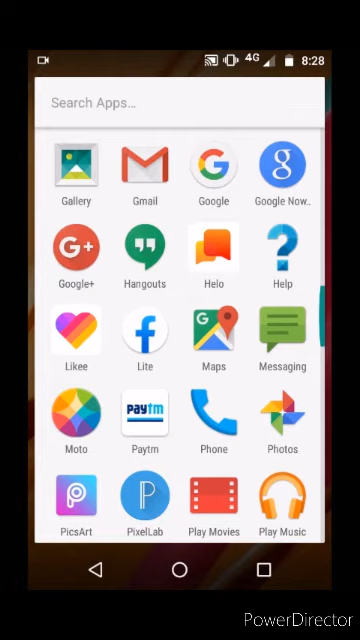 4G 8:28
Search Apps...
Gallery Gmail Google Google Now..
Google+ Hangouts Helo Help
Likee Lite Maps Messaging
paytm
Moto Paytm Phone Photos
PicsArt PixelLab Play Movies Play Music
PowerDirector